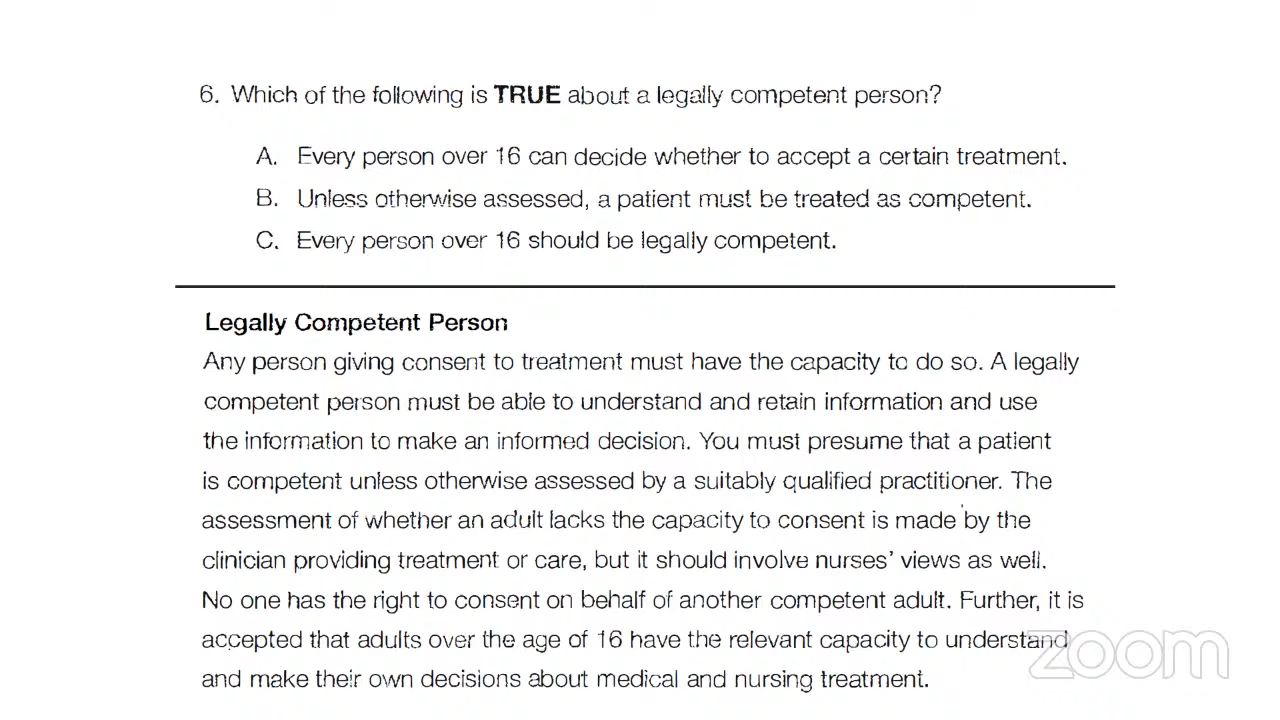 6. Which of the following is TRUE about a legally competent person?
A. Every person over 16 can decide whether to accept a certain treatment.
B. Unless otherwise assessed, a patient must be treated as competent.
C. Every person over 16 should be legally competent.
Legally Competent Person
Any person giving consent to treatment must have the capacity to do so. A legally
competent person must be able to understand and retain information and use
the information to make an informed decision. You must presume that a patient
is competent unless otherwise assessed by a suitably qualified practitioner. The
assessment of whether an adult lacks the capacity to consent is made by the
clinician providing treatment or care, but it should involve nurses' views as well.
No one has the right to consent on behalf of another competent adult. Further, it is
accepted that adults over the age of 16 have the relevant capacity to understand
and make their own decisions about medical and nursing treatment.
zoom